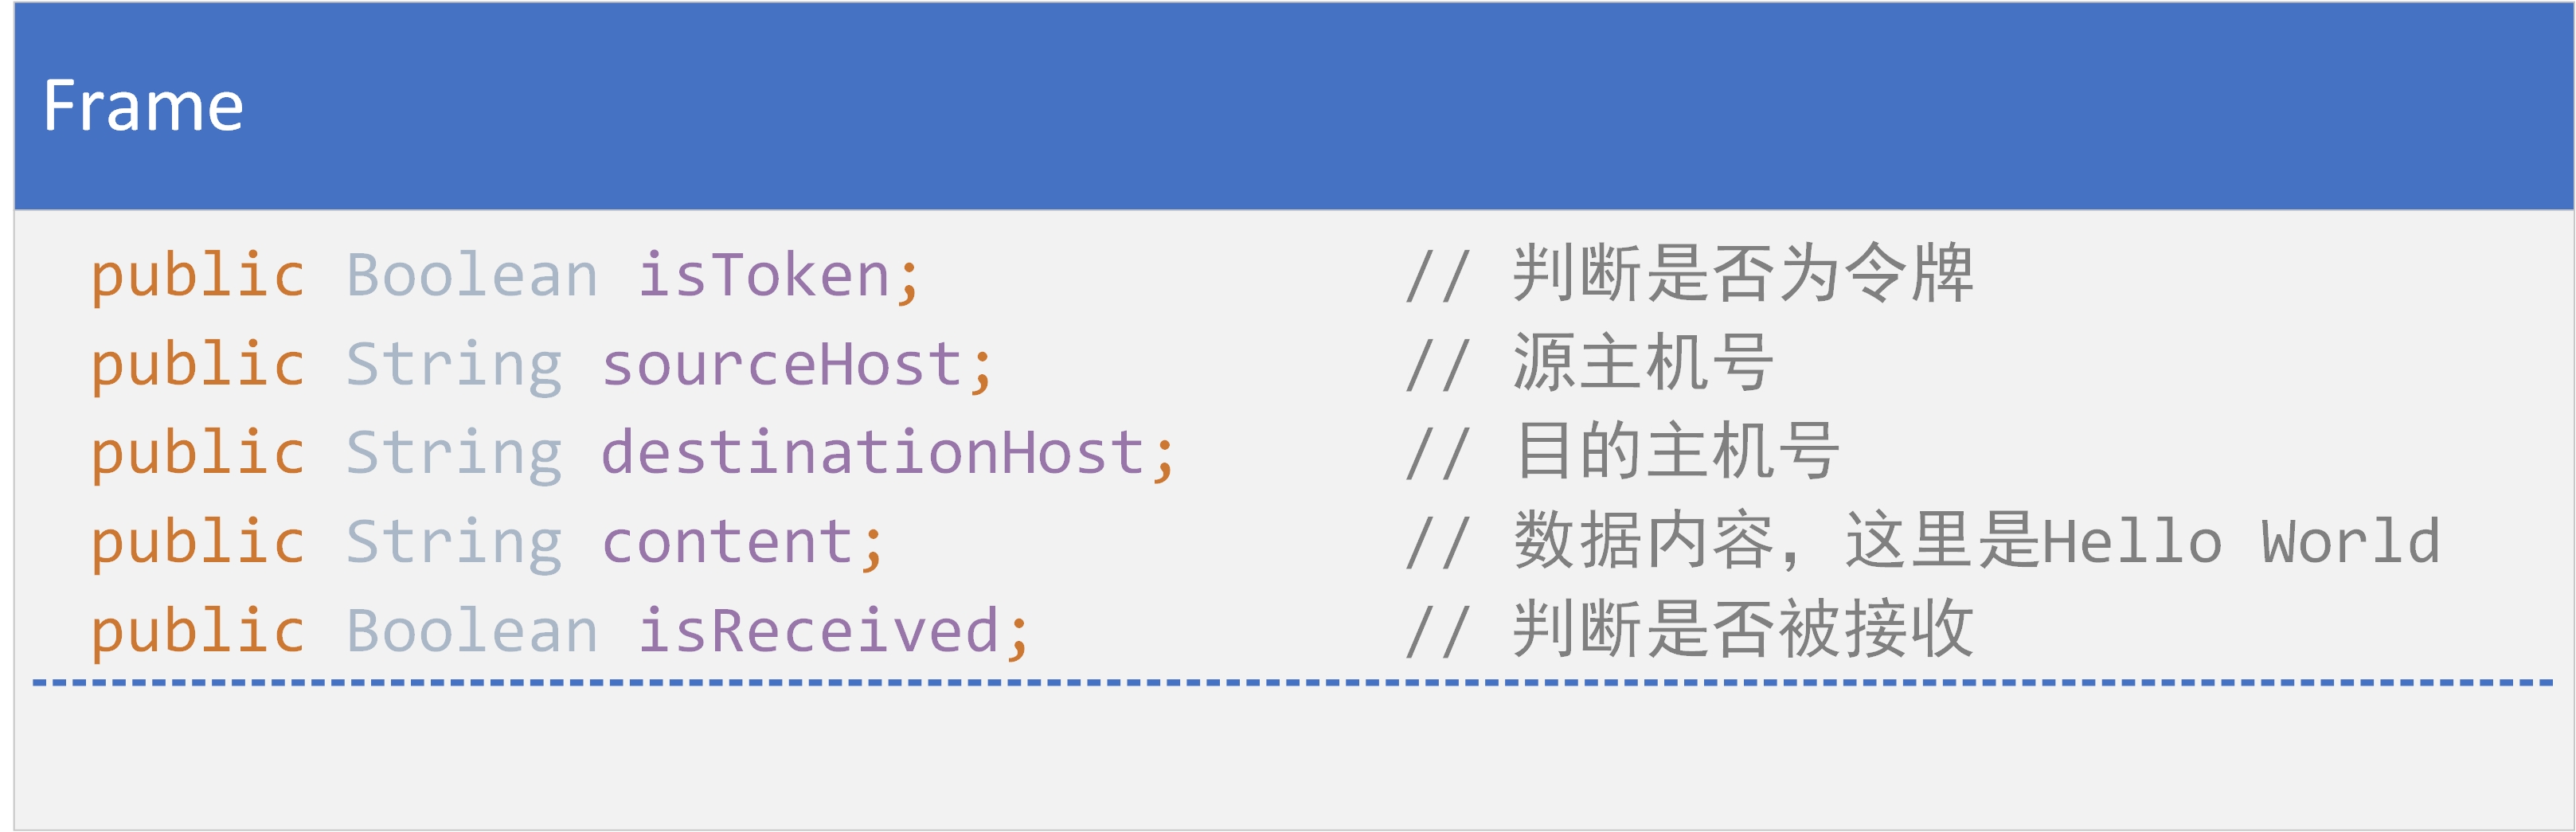 Frame
public Boolean isToken; // 判断是否为令牌
public String sourceHost; // 源主机号
public String destinationHost; // 目的主机号
public String content; // 数据内容，这里是Hello World
public Boolean isReceived; // 判断是否被接收